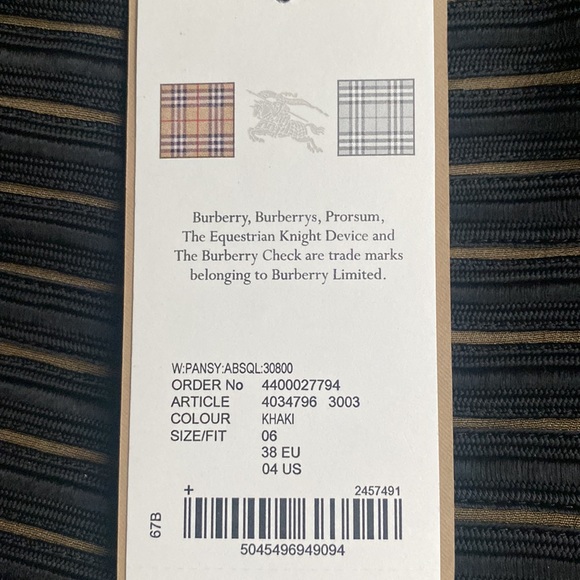 Burberry, Burberrys, Prorsum,
The Equestrian Knight Device and
The Burberry Check are trade marks
belonging to Burberry Limited.
W:PANSY:ABSQL:30800
ORDER No 4400027794
ARTICLE 4034796 3003
COLOUR KHAKI
SIZE/FIT 06
38 EU
04 US
67B
+ 2457491
5045496949094